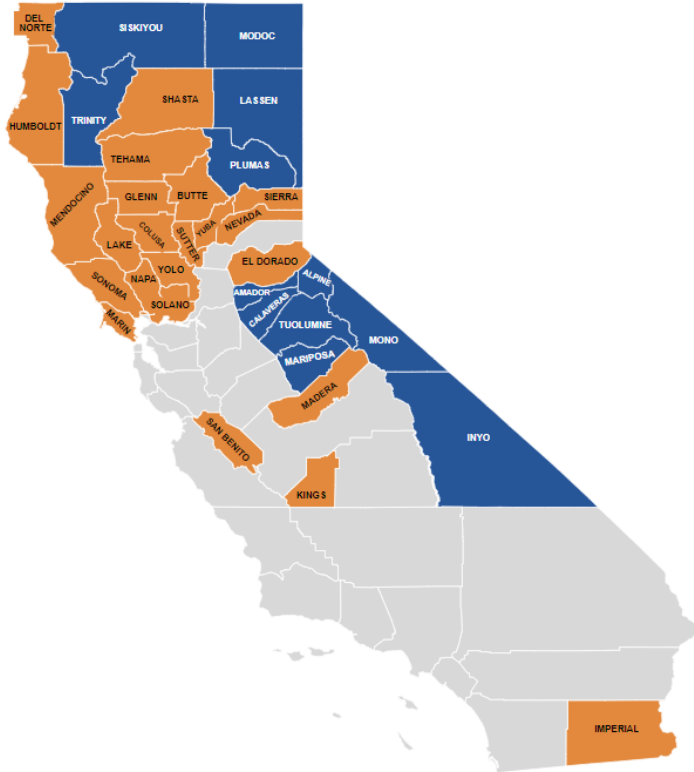 DEL
NORTE
SISKIYOU
MODOC
SHASTA
LASSEN
TRINITY
HUMBOLDT
TEHAMA
PLUMAS
MENDOCINO
GLENN
BUTTE
SIERRA
COLUSA
SUTTER
YUBA
NEVADA
LAKE
EL DORADO
SONOMA
NAPA
YOLO
ALPINE
AMADOR
SOLANO
CALAVERAS
MARIN
TUOLUMNE
MONO
MARIPOSA
MADERA
SAN BENITO
INYO
KINGS
IMPERIAL